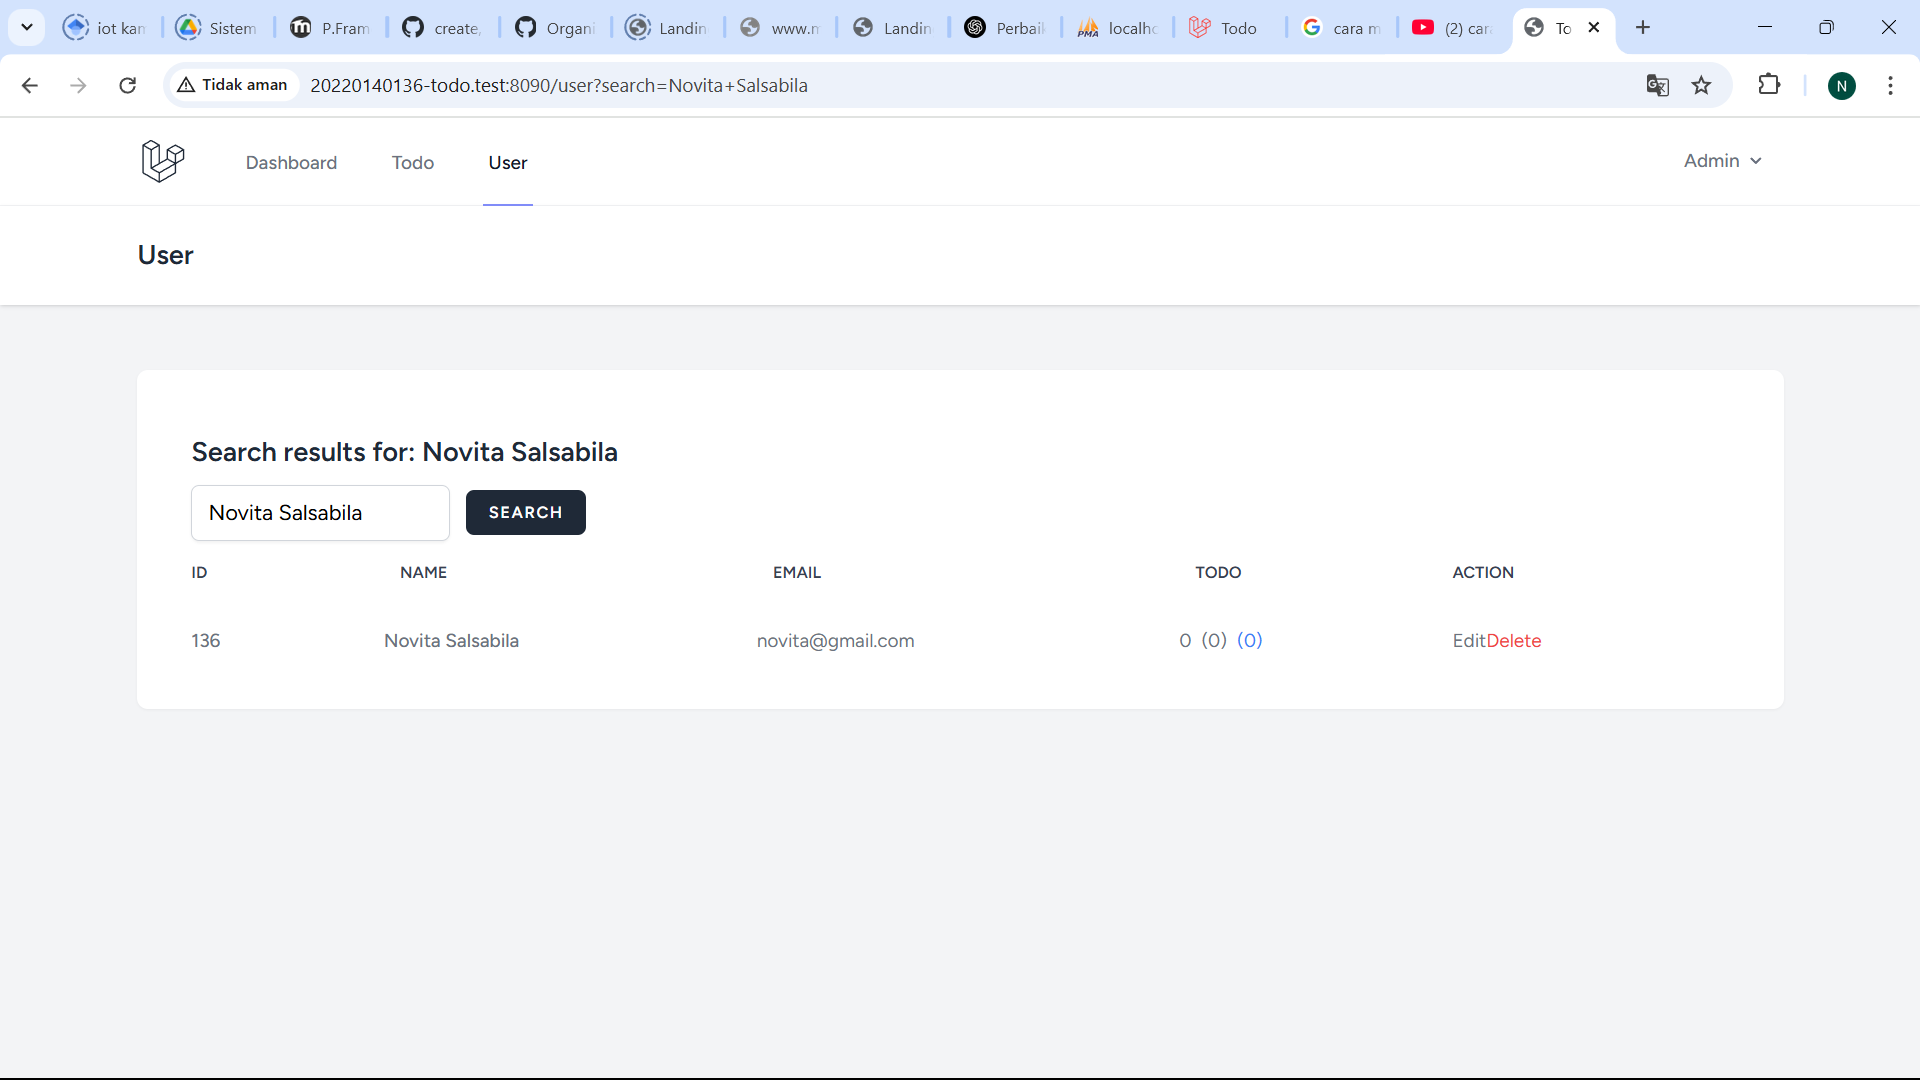 iot kan Sistem P.Fram create, Organi Landin www.m Landin Perbaik localhc Todo cara m (2) cara To
Tidak aman 20220140136-todo.test:8090/user?search=Novita+Salsabila N
Dashboard Todo User Admin
User
Search results for: Novita Salsabila
Novita Salsabila SEARCH
ID NAME EMAIL TODO ACTION
136 Novita Salsabila novita@gmail.com 0 (0) (0) EditDelete